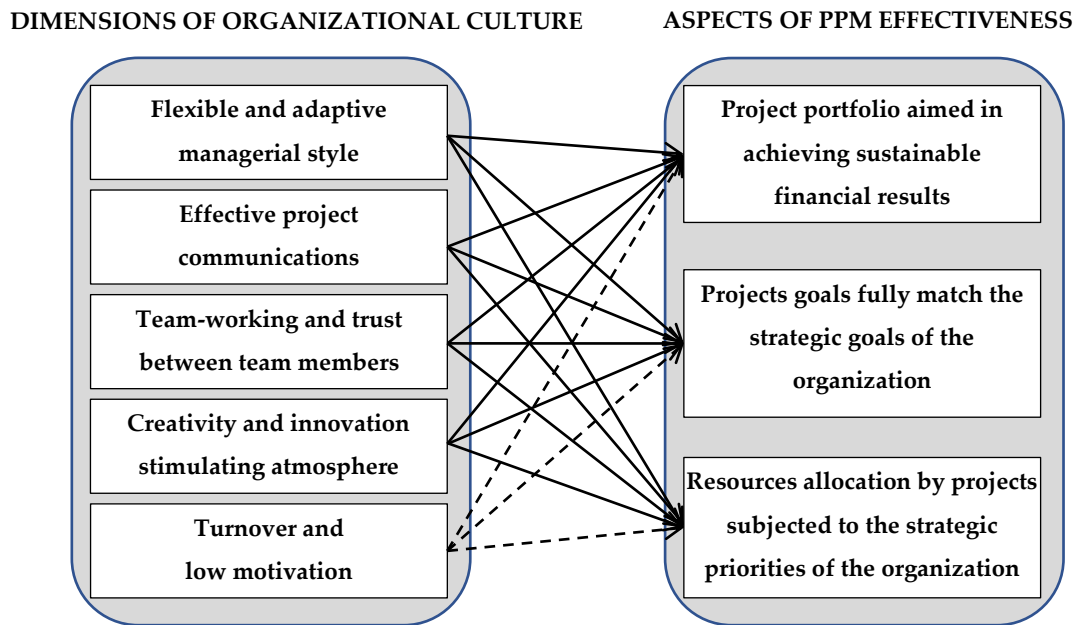 DIMENSIONS OF ORGANIZATIONAL CULTURE
Flexible and adaptive
managerial style
Effective project
communications
Team-working and trust
between team members
Creativity and innovation
stimulating atmosphere
Turnover and
low motivation
ASPECTS OF PPM EFFECTIVENESS
Project portfolio aimed in
achieving sustainable
financial results
Projects goals fully match the
strategic goals of the
organization
Resources allocation by projects
subjected to the strategic
priorities of the organization